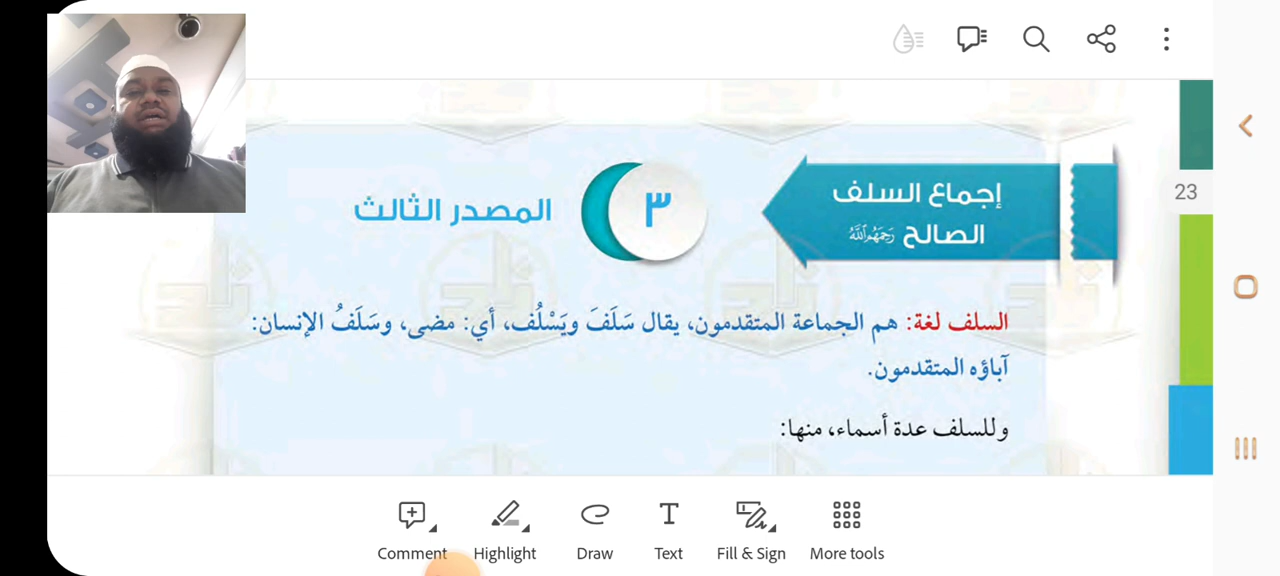 إجماع السلف
الصالح رَحِمَهُمُ اللَّهُ
٣
المصدر الثالث
23
السلف لغة: هم الجماعة المتقدمون، يقال سَلَفَ ويَسْلُف، أي: مضى، وسَلَفُ الإنسان:
آباؤه المتقدمون.
وللسلف عدة أسماء، منها:
Comment
Highlight
Draw
Text
Fill & Sign
More tools